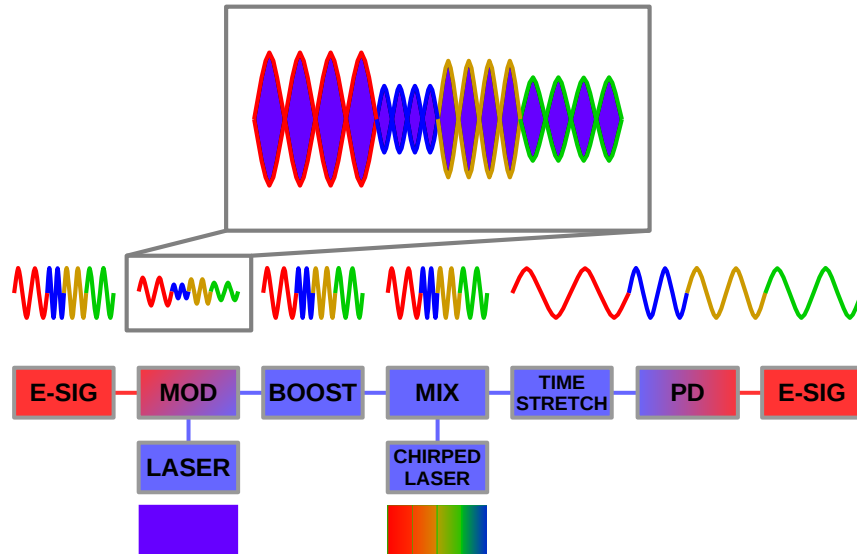 E-SIG
MOD
BOOST
MIX
TIME
STRETCH
PD
E-SIG
LASER
CHIRPED
LASER